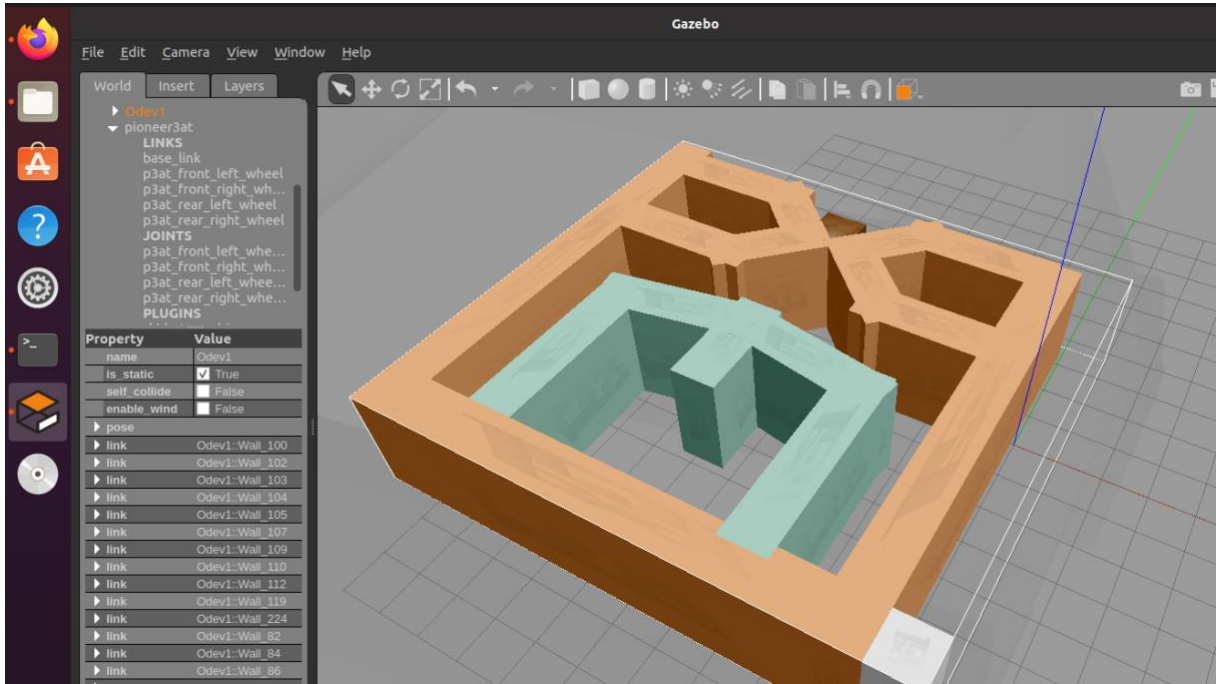 Gazebo
File Edit Camera View Window Help
World Insert Layers
Odev1
pioneer3at
LINKS
base_link
p3at_front_left_wheel
p3at_front_right_wh...
p3at_rear_left_wheel
p3at_rear_right_wheel
JOINTS
p3at_front_left_whe...
p3at_front_right_wh...
p3at_rear_left_whee...
p3at_rear_right_whe...
PLUGINS
Property Value
name Odev1
is_static True
self_collide False
enable_wind False
pose
link Odev1::Wall_100
link Odev1::Wall_102
link Odev1::Wall_103
link Odev1::Wall_104
link Odev1::Wall_105
link Odev1::Wall_107
link Odev1::Wall_109
link Odev1::Wall_110
link Odev1::Wall_112
link Odev1::Wall_119
link Odev1::Wall_224
link Odev1::Wall_82
link Odev1::Wall_84
link Odev1::Wall_86